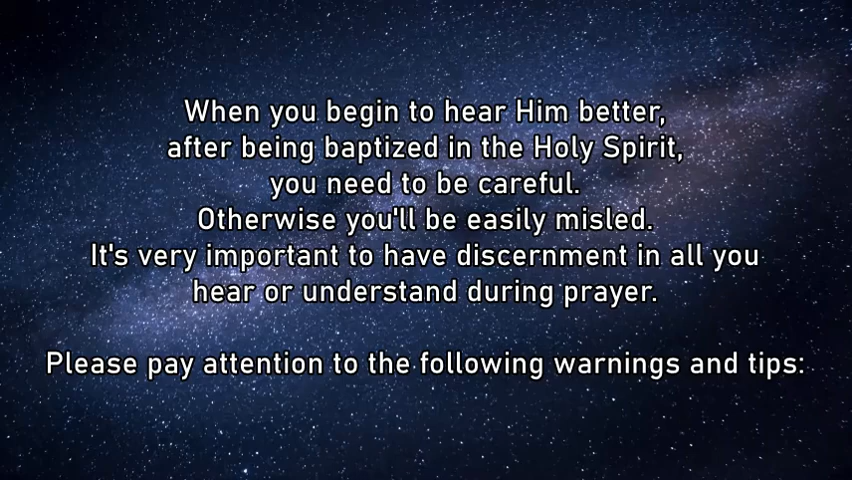 When you begin to hear Him better,
after being baptized in the Holy Spirit,
you need to be careful.
Otherwise you'll be easily misled.
It's very important to have discernment in all you
hear or understand during prayer.
Please pay attention to the following warnings and tips: